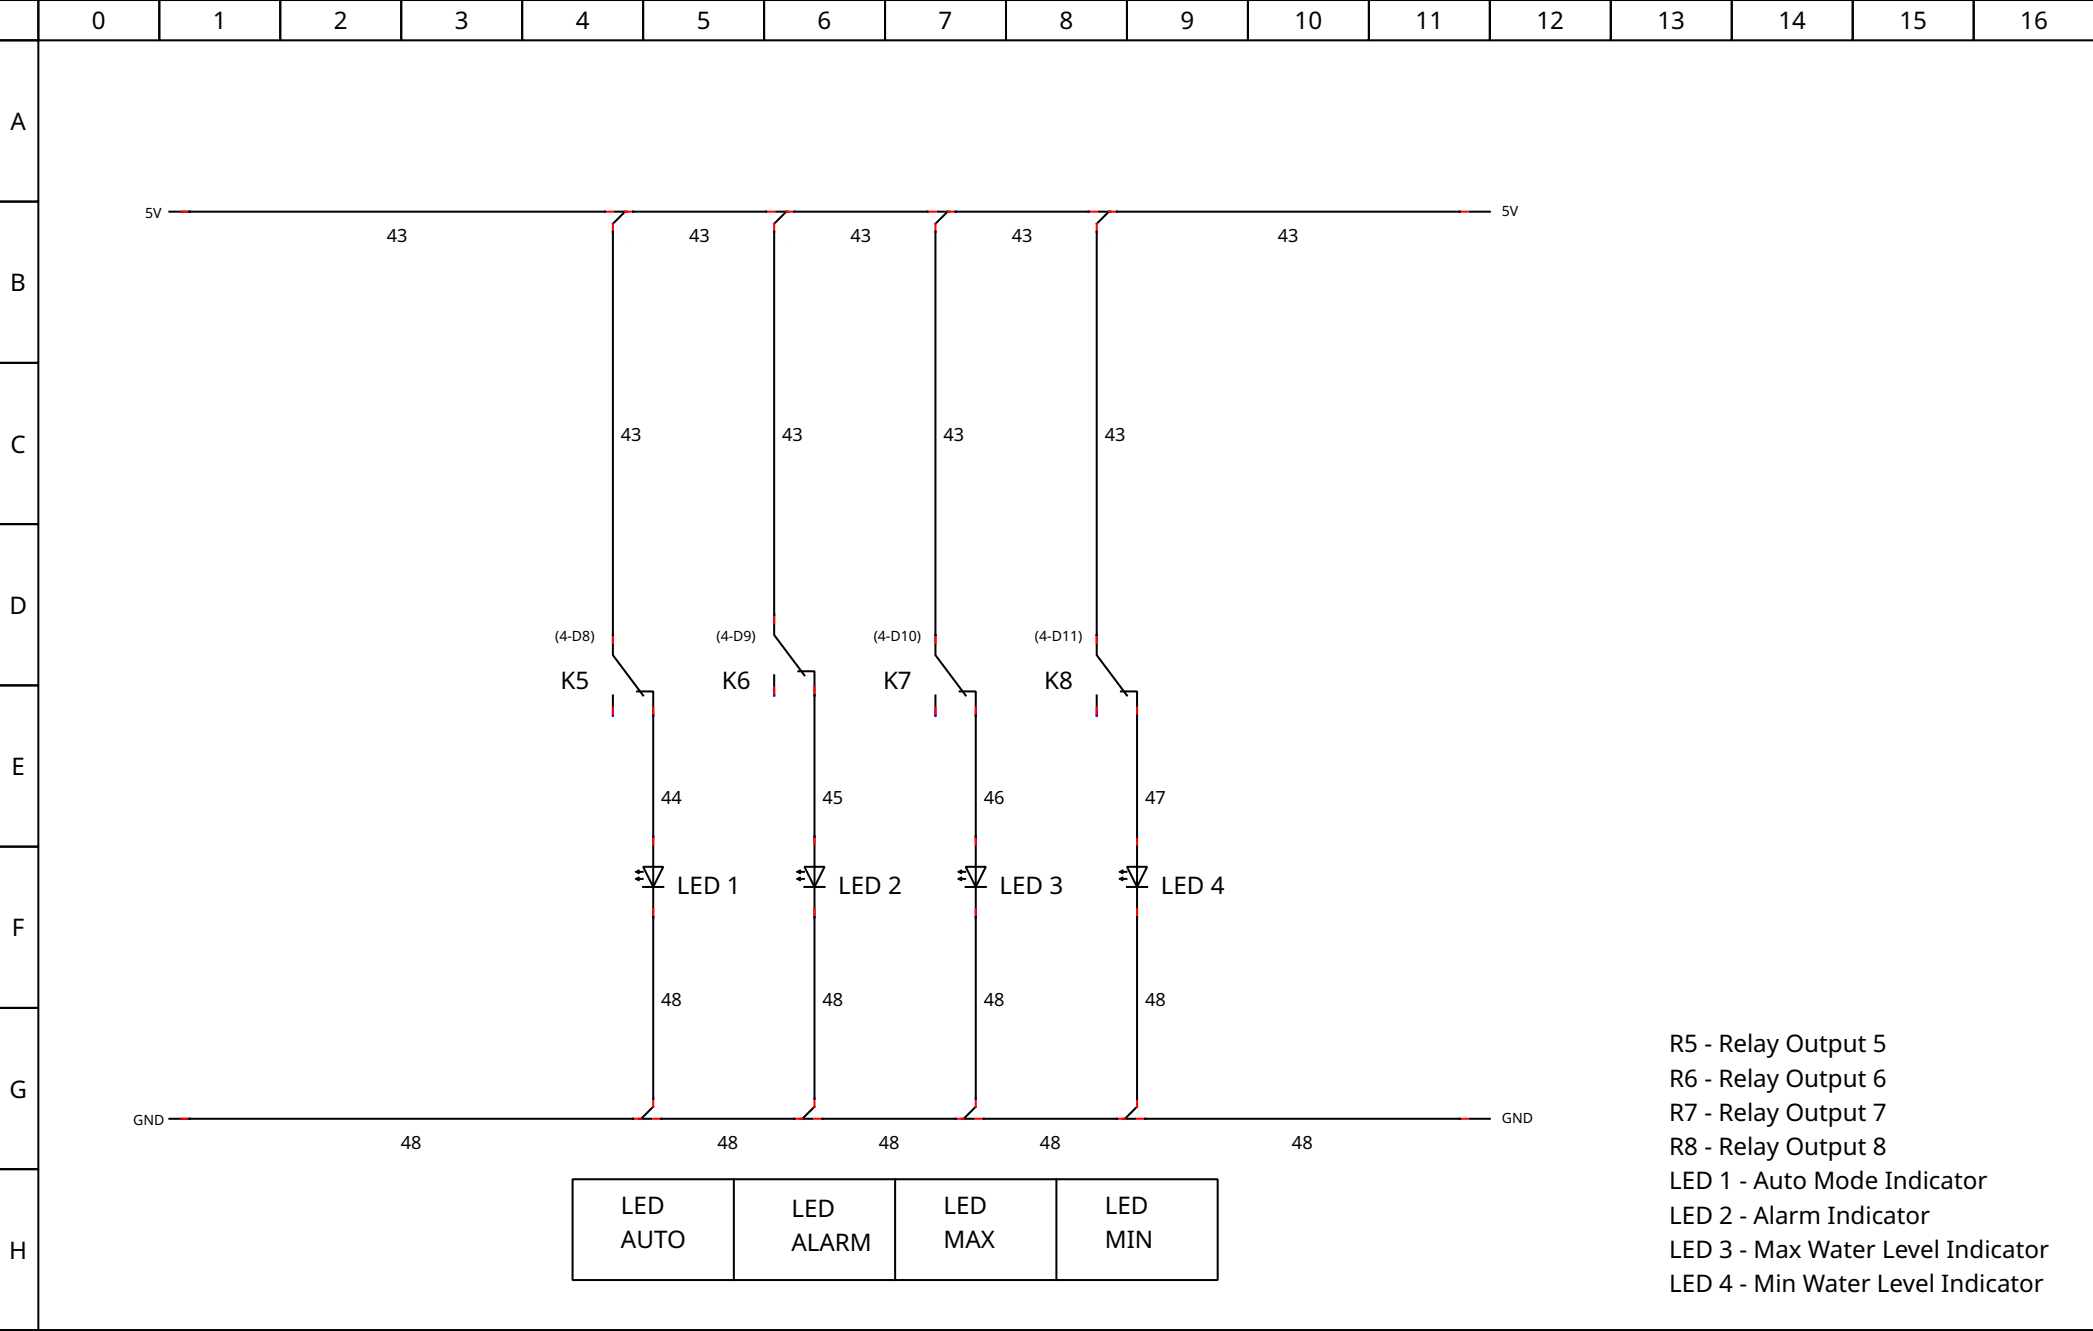 0 1 2 3 4 5 6 7 8 9 10 11 12 13 14 15 16
A
5V 5V
43 43 43 43 43
B
C
43 43 43 43
D
(4-D8) (4-D9) (4-D10) (4-D11)
K5 K6 K7 K8
E
44 45 46 47
LED 1 LED 2 LED 3 LED 4
F
48 48 48 48
G
GND GND
48 48 48 48 48
LED
AUTO
LED
ALARM
LED
MAX
LED
MIN
H
R5 - Relay Output 5
R6 - Relay Output 6
R7 - Relay Output 7
R8 - Relay Output 8
LED 1 - Auto Mode Indicator
LED 2 - Alarm Indicator
LED 3 - Max Water Level Indicator
LED 4 - Min Water Level Indicator